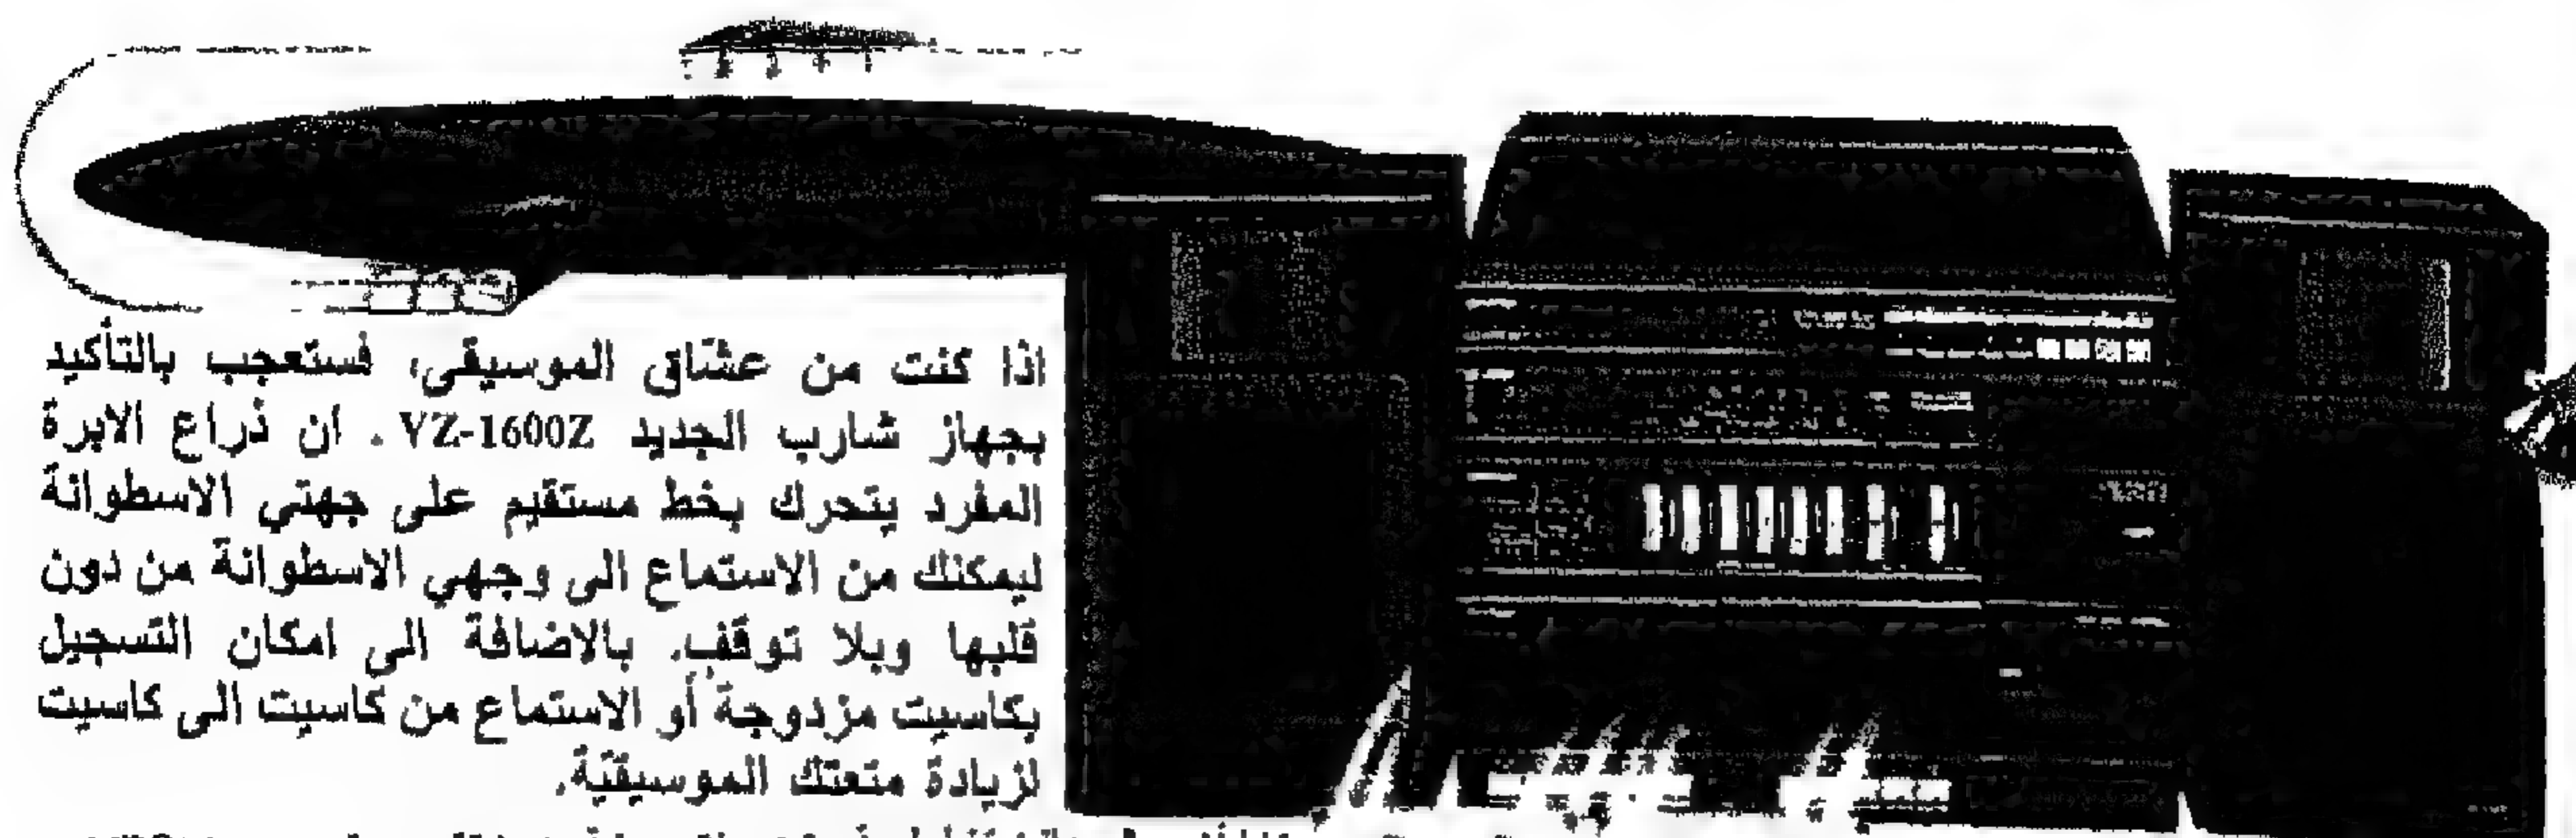 اذا كنت من عشاق الموسيقى، فستعجب بالتأكيد
بجهاز شارب الجديد VZ-1600Z . ان ذراع الابرة
المفرد يتحرك بخط مستقيم على جهتي الاسطوانة
ليمكنك من الاستماع الى وجهي الاسطوانة من دون
قلبها وبلا توقف. بالاضافة الى امكان التسجيل
بكاسيت مزدوجة أو الاستماع من كاسيت الى كاسيت
لزيادة متعتك الموسيقيّة.